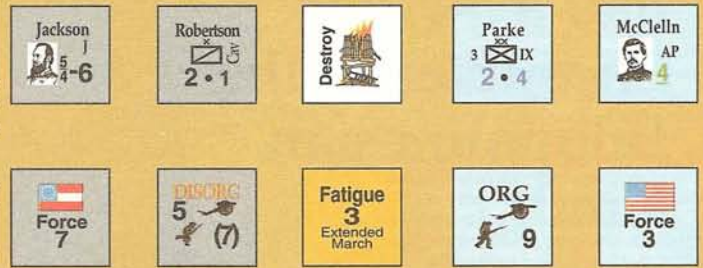 Jackson
J
5
4-6
Robertson
X
Cav
2 • 1
Destroy
Parke
XX
3 IX
2 • 4
McClelln
AP
4
Force
7
DISORG
5
(7)
Fatigue
3
Extended
March
ORG
9
Force
3